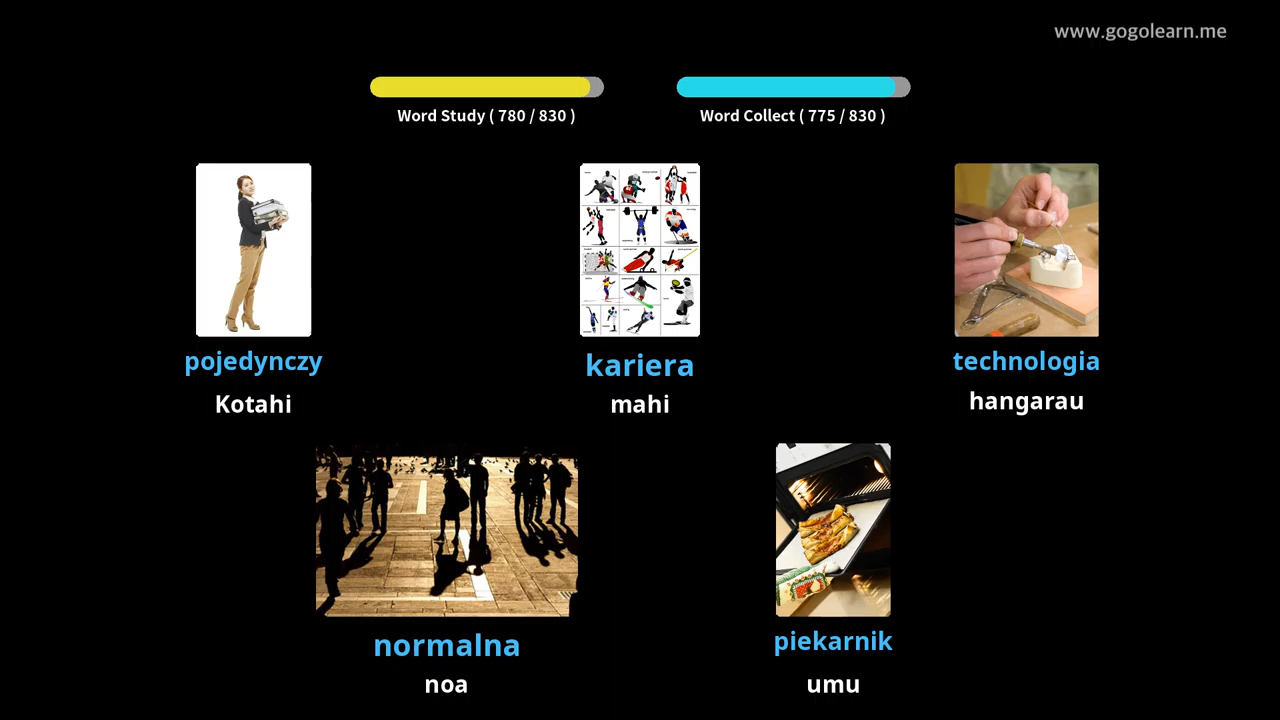 www.gogolearn.me
Word Study ( 780 / 830 )
Word Collect ( 775 / 830 )
pojedynczy
Kotahi
kariera
mahi
technologia
hangarau
normalna
noa
piekarnik
umu